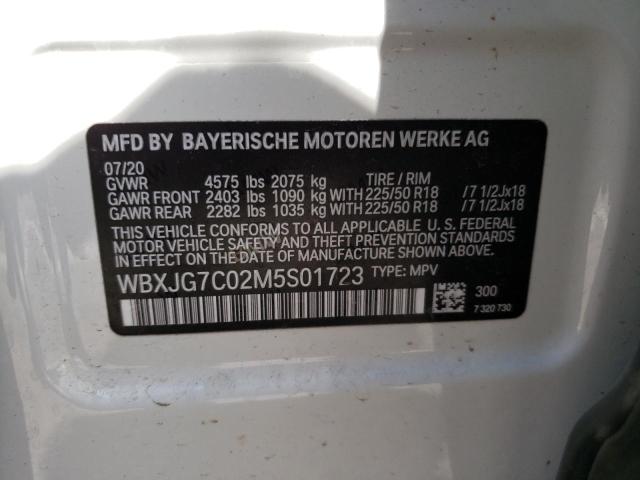 MFD BY BAYERISCHE MOTOREN WERKE AG
07/20
GVWR 4575 lbs 2075 kg TIRE / RIM
GAWR FRONT 2403 lbs 1090 kg WITH 225/50 R18 /7 1/2Jx18
GAWR REAR 2282 lbs 1035 kg WITH 225/50 R18 /7 1/2Jx18
THIS VEHICLE CONFORMS TO ALL APPLICABLE U. S. FEDERAL
MOTOR VEHICLE SAFETY AND THEFT PREVENTION STANDARDS
IN EFFECT ON THE DATE OF MANUFACTURE SHOWN ABOVE.
WBXJG7C02M5S01723 TYPE: MPV
300
7 320 730